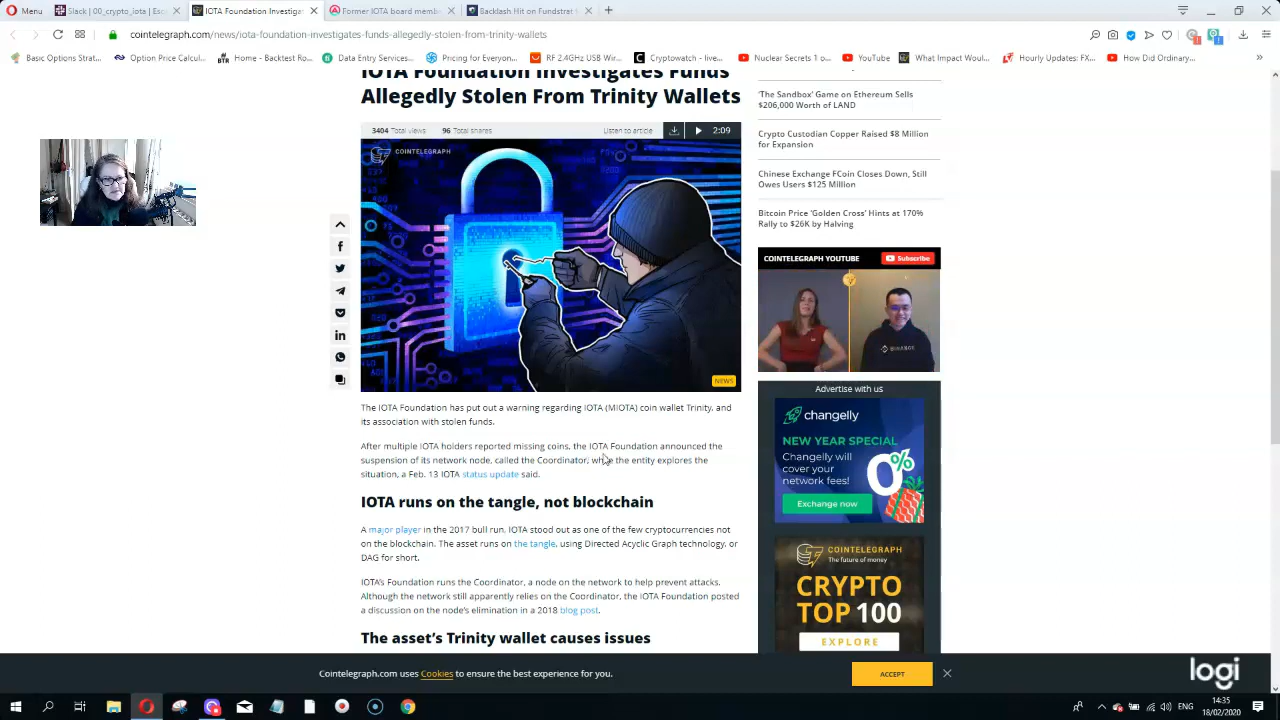 Menu
Slack | 00_crypto_iota | Esc
IOTA Foundation Investigat
Former IOTA board memb
Backlash Hit on Fundstrat
cointelegraph.com/news/iota-foundation-investigates-funds-allegedly-stolen-from-trinity-wallets
Basic Options Strat...
Option Price Calcul...
BTR Home - Backtest Ro...
Data Entry Services...
Pricing for Everyon...
RF 2.4GHz USB Wir...
Cryptowatch - live...
Nuclear Secrets 1 o...
YouTube
What Impact Woul...
Hourly Updates: FX...
How Did Ordinary...
IOTA Foundation Investigates Funds
Allegedly Stolen From Trinity Wallets
3404 Total views 96 Total shares Listen to article 2:09
COINTELEGRAPH
NEWS
The IOTA Foundation has put out a warning regarding IOTA (MIOTA) coin wallet Trinity, and
its association with stolen funds.
After multiple IOTA holders reported missing coins, the IOTA Foundation announced the
suspension of its network node, called the Coordinator, while the entity explores the
situation, a Feb. 13 IOTA status update said.
IOTA runs on the tangle, not blockchain
A major player in the 2017 bull run, IOTA stood out as one of the few cryptocurrencies not
on the blockchain. The asset runs on the tangle, using Directed Acyclic Graph technology, or
DAG for short.
IOTA's Foundation runs the Coordinator, a node on the network to help prevent attacks.
Although the network still apparently relies on the Coordinator, the IOTA Foundation posted
a discussion on the node's elimination in a 2018 blog post.
The asset's Trinity wallet causes issues
'The Sandbox' Game on Ethereum Sells
$206,000 Worth of LAND
Crypto Custodian Copper Raised $8 Million
for Expansion
Chinese Exchange FCoin Closes Down, Still
Owes Users $125 Million
Bitcoin Price 'Golden Cross' Hints at 170%
Rally to $26K by Halving
COINTELEGRAPH YOUTUBE
Subscribe
BINANCE
Advertise with us
changelly
NEW YEAR SPECIAL
Changelly will
cover your
network fees!
0%
Exchange now
COINTELEGRAPH
The future of money
CRYPTO
TOP 100
EXPLORE
Cointelegraph.com uses Cookies to ensure the best experience for you.
ACCEPT
logi
ENG
14:35
18/02/2020